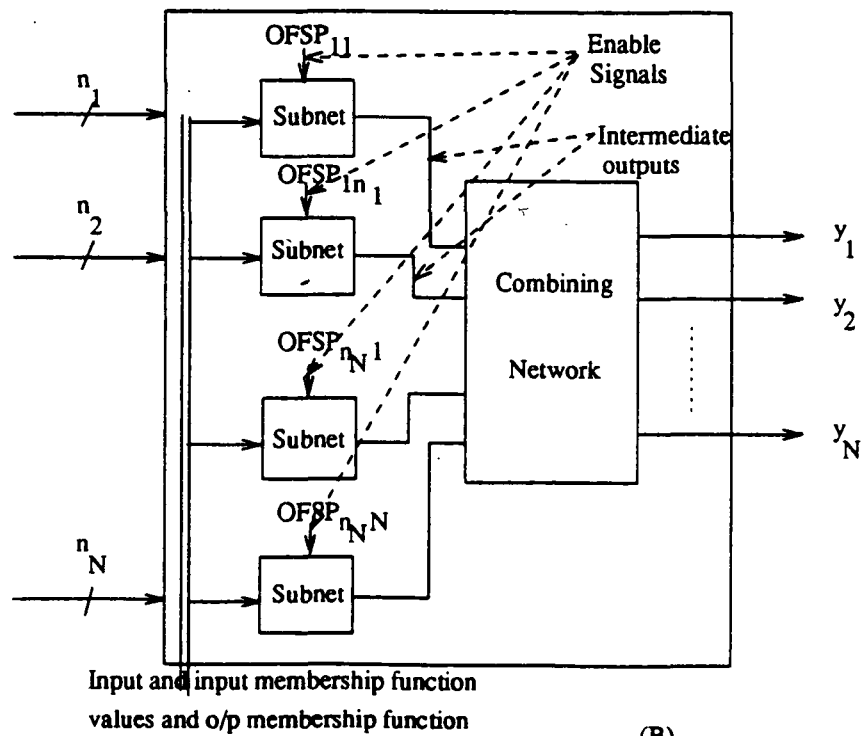 OFSP11
Enable
Signals
n1
Subnet
Intermediate
outputs
OFSP1n1
n2
Subnet
y1
Combining
y2
OFSPnN1
Network
Subnet
yN
OFSPnNN
nN
Subnet
Input and input membership function
values and o/p membership function
(B)